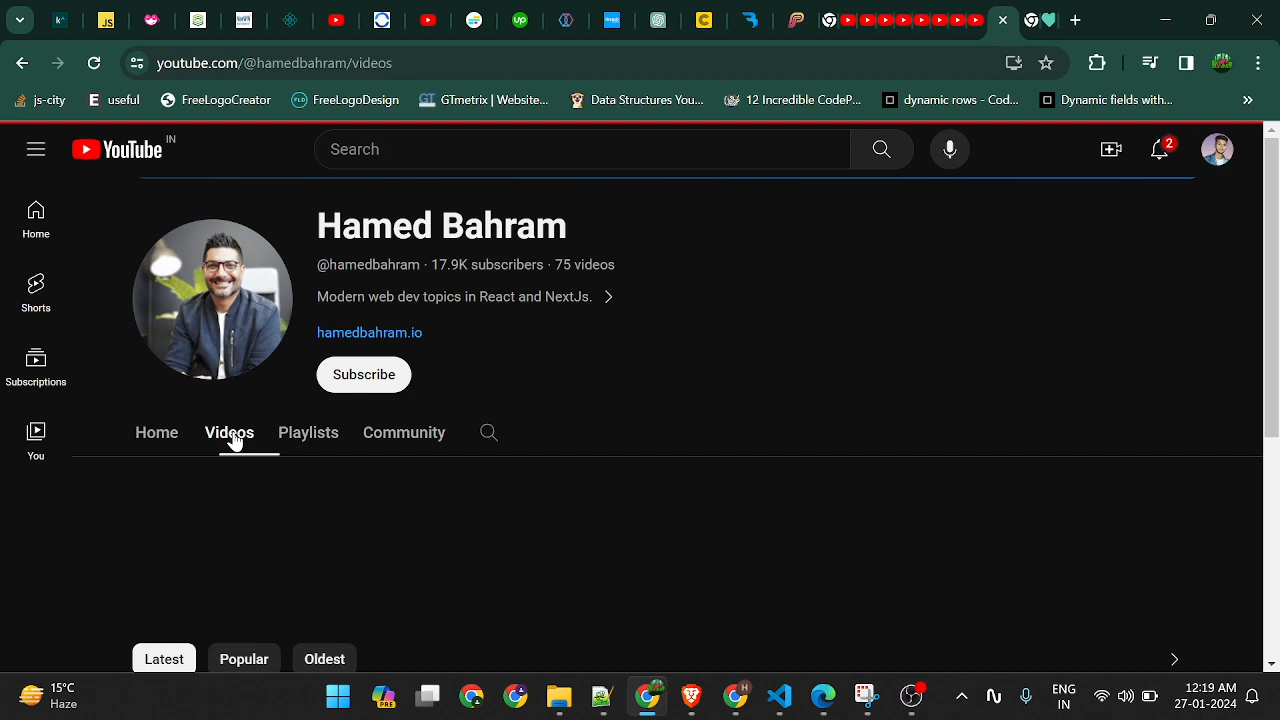 youtube.com/@hamedbahram/videos
js-city
useful
FreeLogoCreator
FreeLogoDesign
GTmetrix | Website...
Data Structures You...
12 Incredible CodeP...
dynamic rows - Cod...
Dynamic fields with...
YouTube IN
Search
2
Home
Shorts
Subscriptions
You
Hamed Bahram
@hamedbahram · 17.9K subscribers · 75 videos
Modern web dev topics in React and NextJs.
hamedbahram.io
Subscribe
Home Videos Playlists Community
Latest Popular Oldest
15°C
Haze
PRE
ENG
IN
12:19 AM
27-01-2024